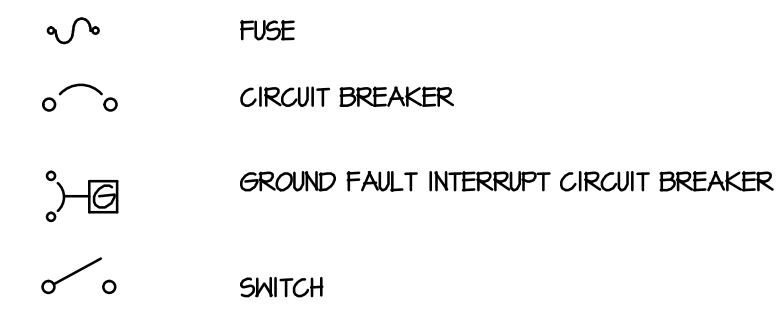 FUSE
CIRCUIT BREAKER
G GROUND FAULT INTERRUPT CIRCUIT BREAKER
SWITCH